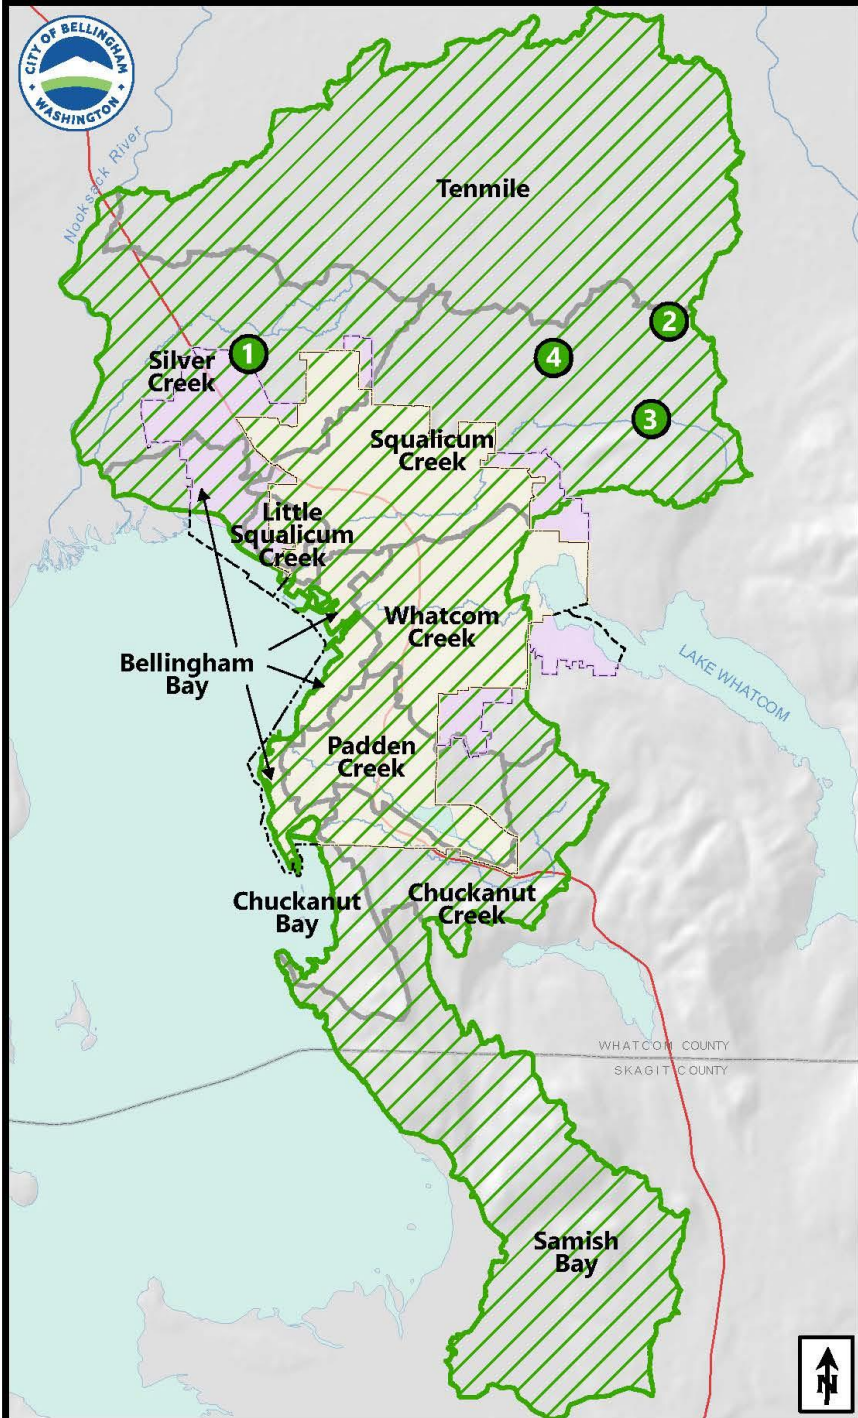 CITY OF BELLINGHAM
WASHINGTON
Nooksack River
Tenmile
2
1
4
Silver
Creek
3
Squalicum
Creek
Little
Squalicum
Creek
Whatcom
Creek
Bellingham
Bay
LAKE WHATCOM
Padden
Creek
Chuckanut
Bay
Chuckanut
Creek
WHATCOM COUNTY
SKAGIT COUNTY
Samish
Bay
N